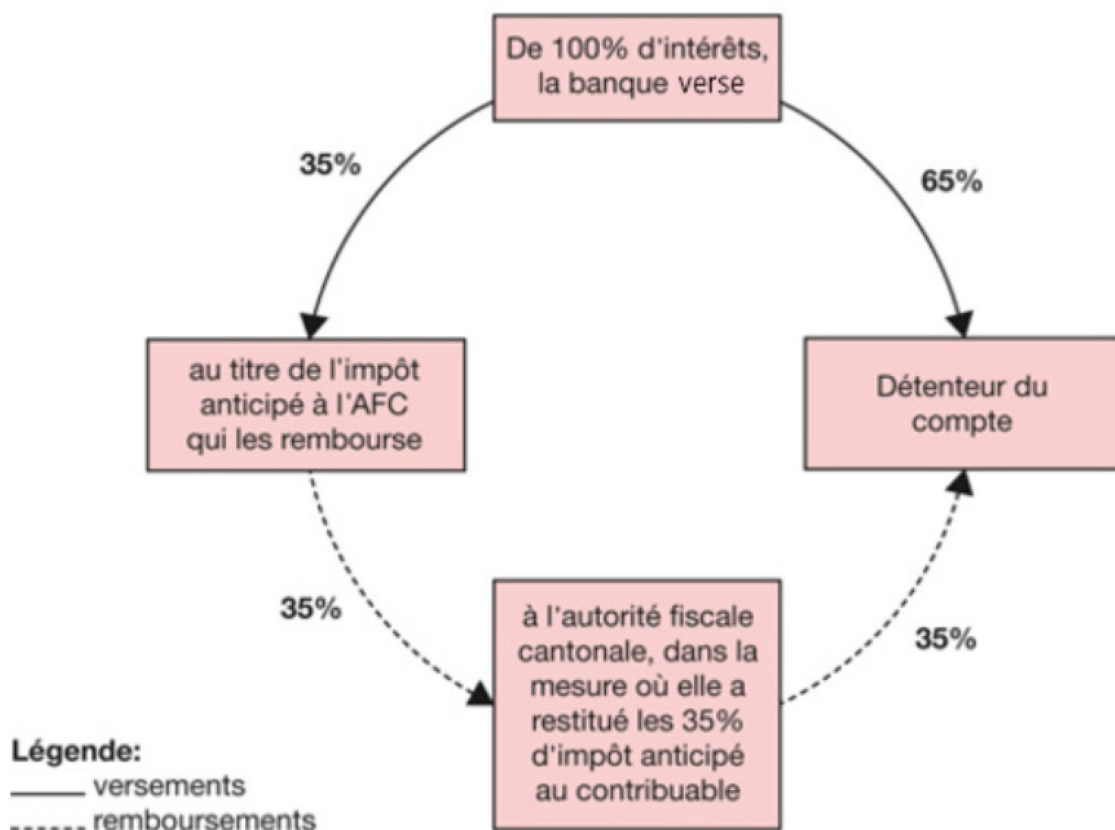 De 100% d'intérêts,
la banque verse
35%
65%
au titre de l'impôt
anticipé à l'AFC
qui les rembourse
Détenteur du
compte
35%
à l'autorité fiscale
cantonale, dans la
mesure où elle a
restitué les 35%
d'impôt anticipé
au contribuable
35%
Légende:
versements
remboursements